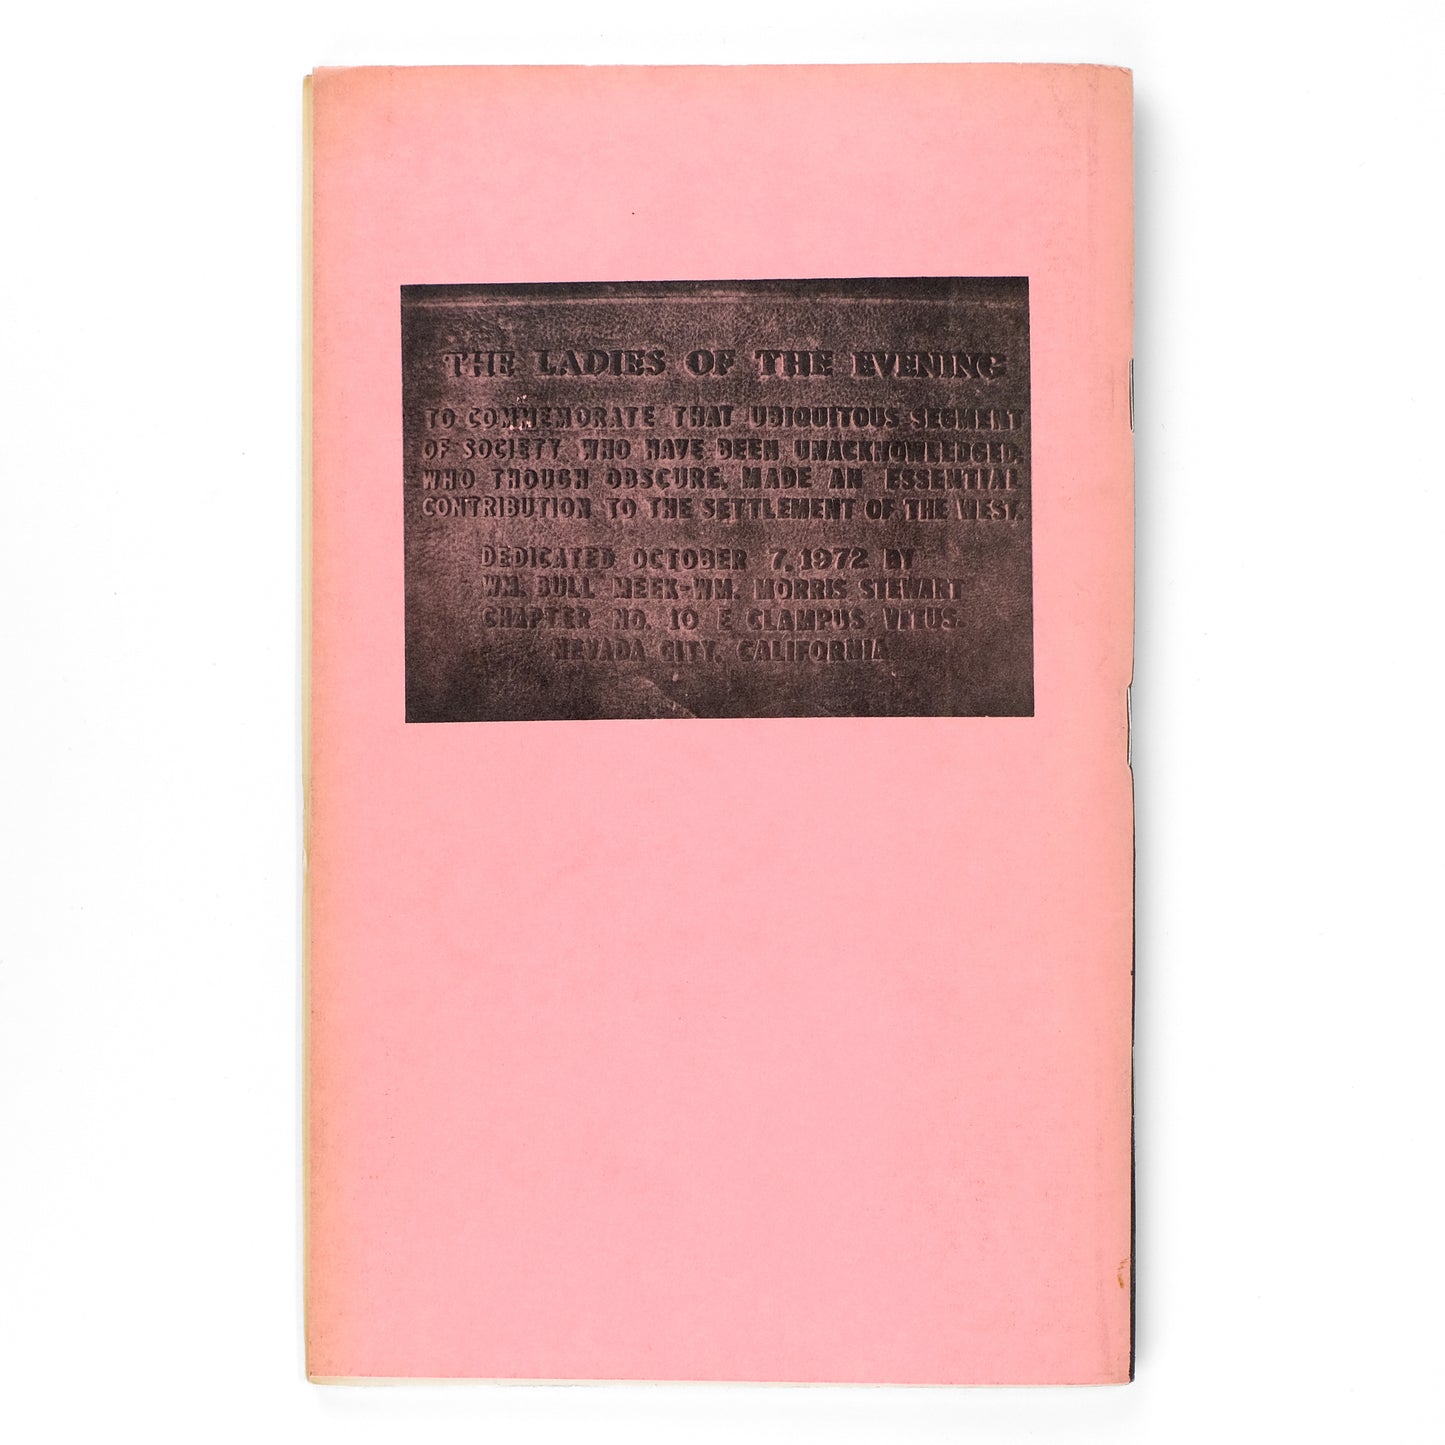 THE LADIES OF THE EVENING
TO COMMEMORATE THAT UBIQUITOUS SEGMENT
OF SOCIETY WHO HAVE BEEN UNACKNOWLEDGED,
WHO THOUGH OBSCURE, MADE AN ESSENTIAL
CONTRIBUTION TO THE SETTLEMENT OF THE WEST.
DEDICATED OCTOBER 7, 1972 BY
WM. BULL MEEK-WM. MORRIS STEWART
CHAPTER NO. 10 E CLAMPUS VITUS.
NEVADA CITY, CALIFORNIA